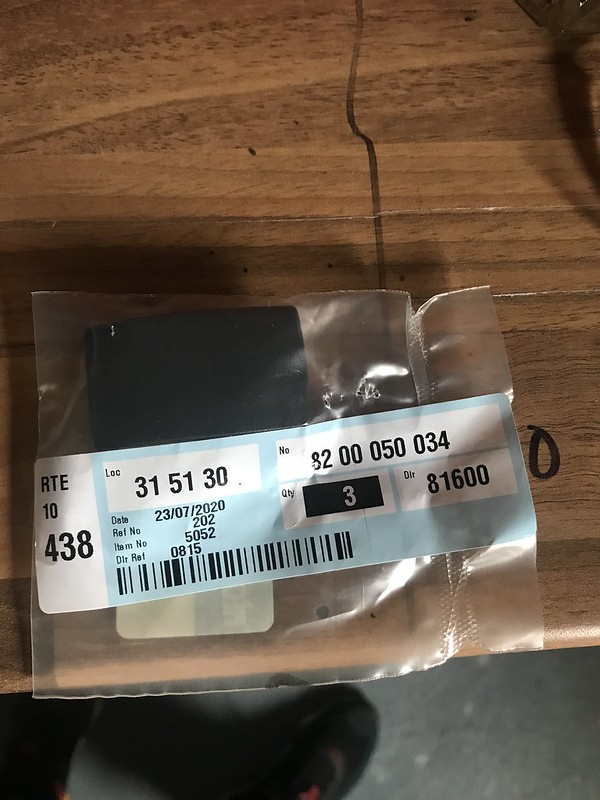 RTE
10
438
Loc
31 51 30
No
82 00 050 034
Qty
3
Dlr
81600
Date 23/07/2020
Ref No 202
Item No 5052
Dlr Ref 0815
0